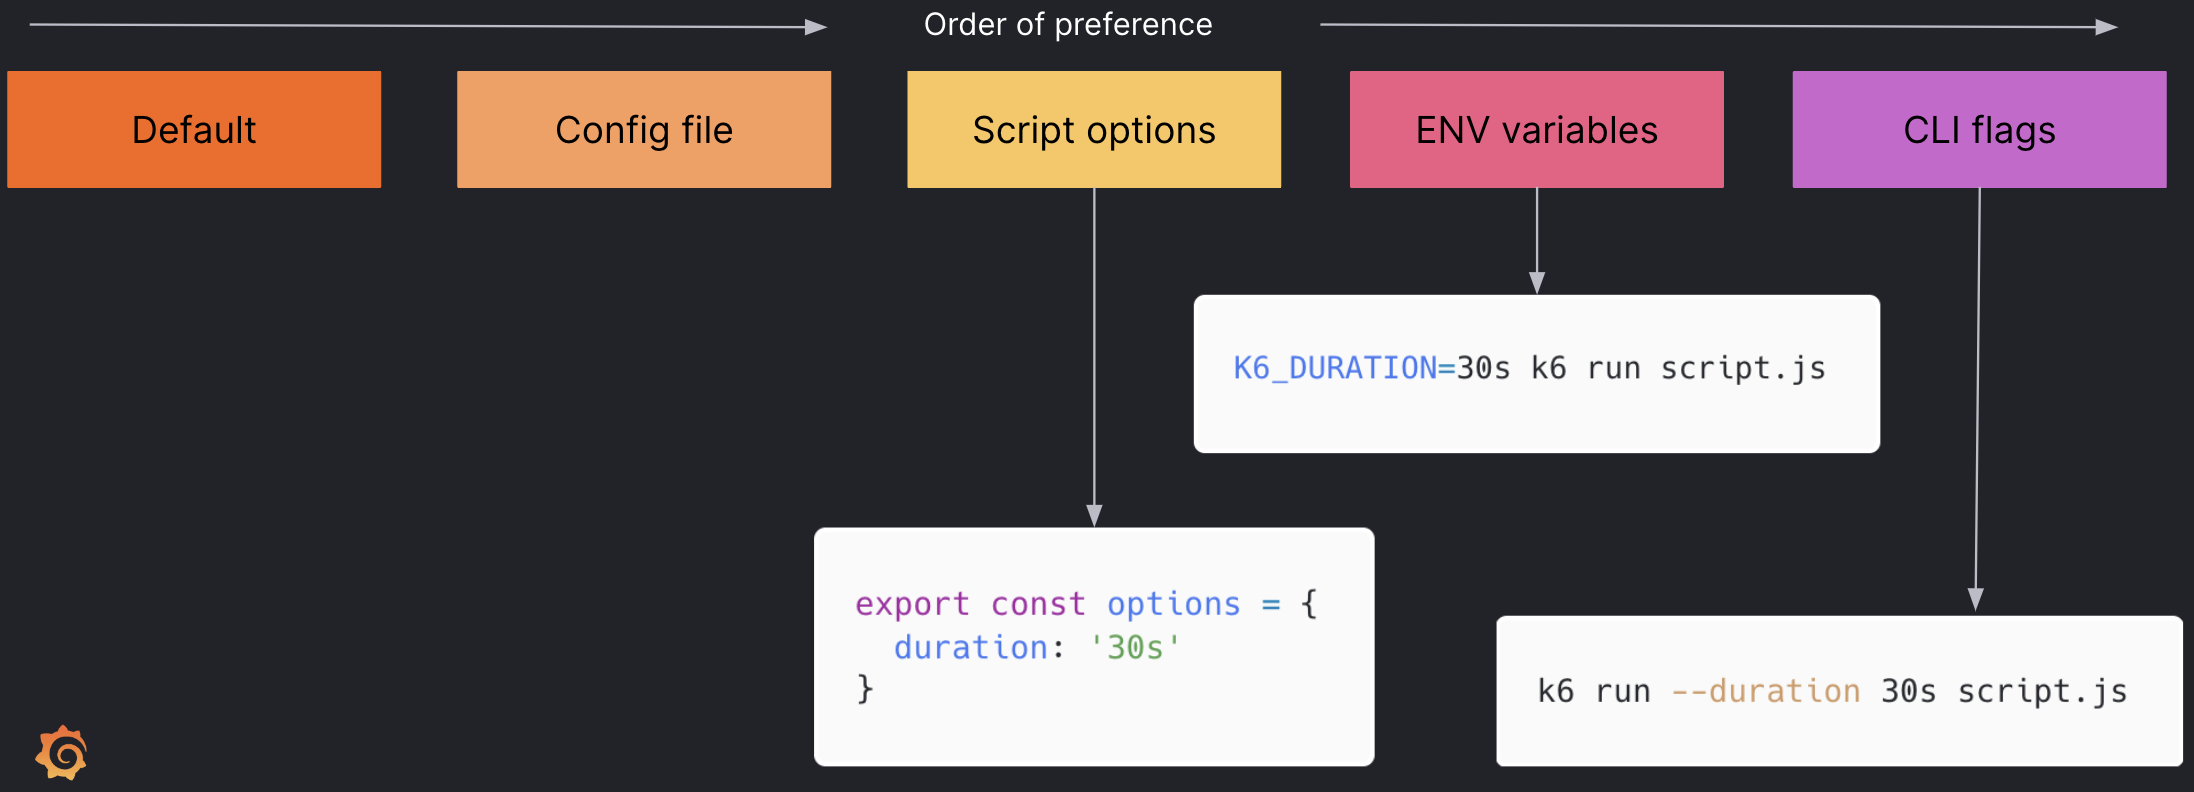 Order of preference
Default
Config file
Script options
ENV variables
CLI flags
K6_DURATION=30s k6 run script.js
export const options = {
  duration: '30s'
}
k6 run --duration 30s script.js